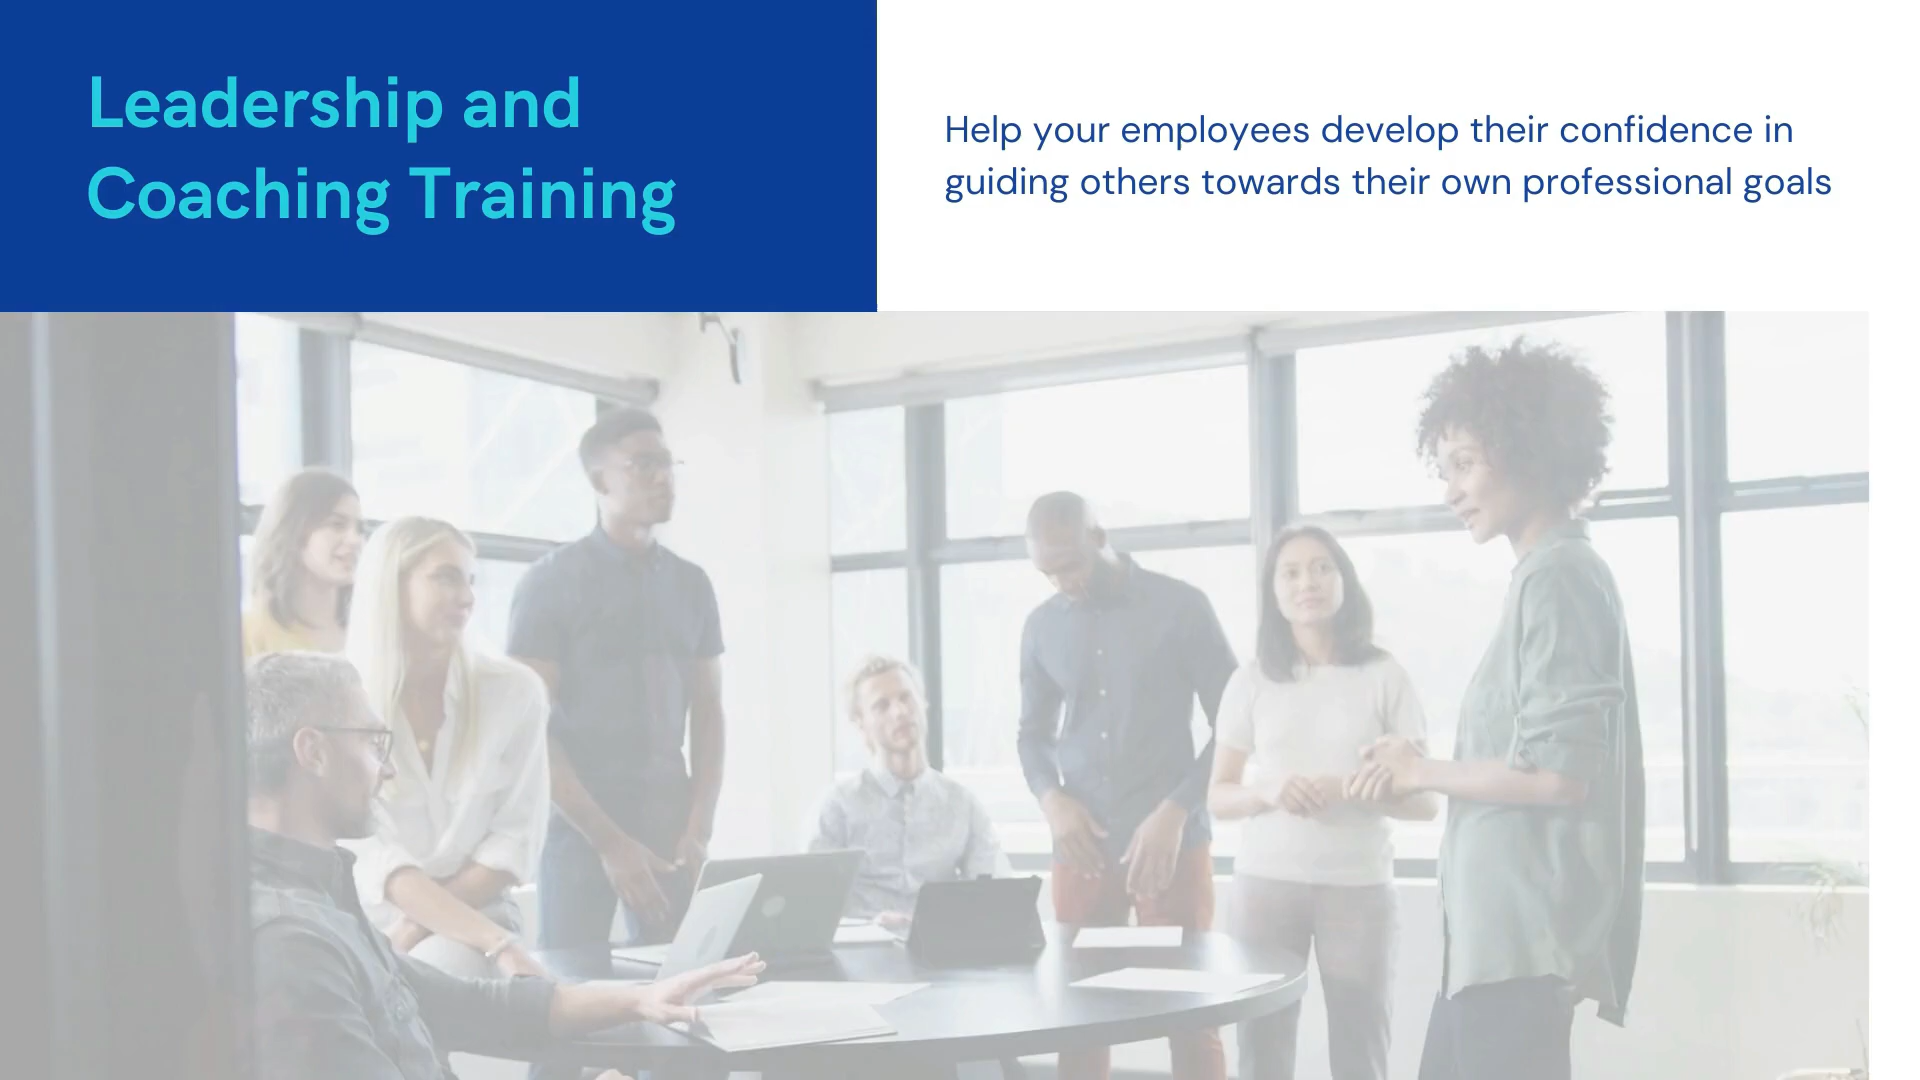 Leadership and
Coaching Training
Help your employees develop their confidence in
guiding others towards their own professional goals